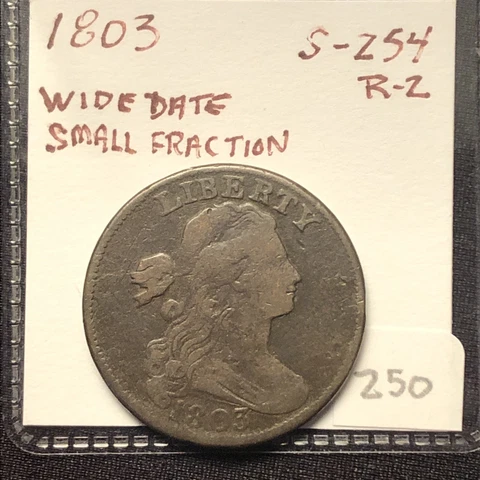 1803
S-254
R-2
WIDE DATE
SMALL FRACTION
LIBERTY
1803
250